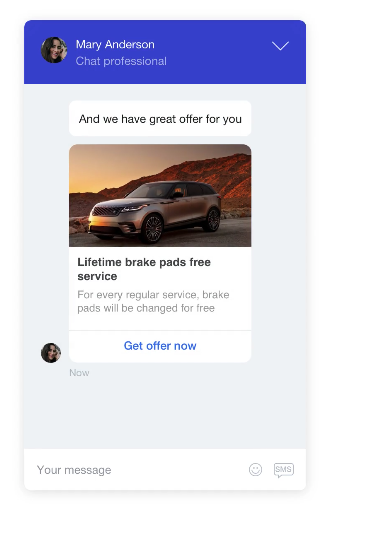 Mary Anderson
Chat professional
And we have great offer for you
Lifetime brake pads free
service
For every regular service, brake
pads will be changed for free
Get offer now
Now
Your message
SMS